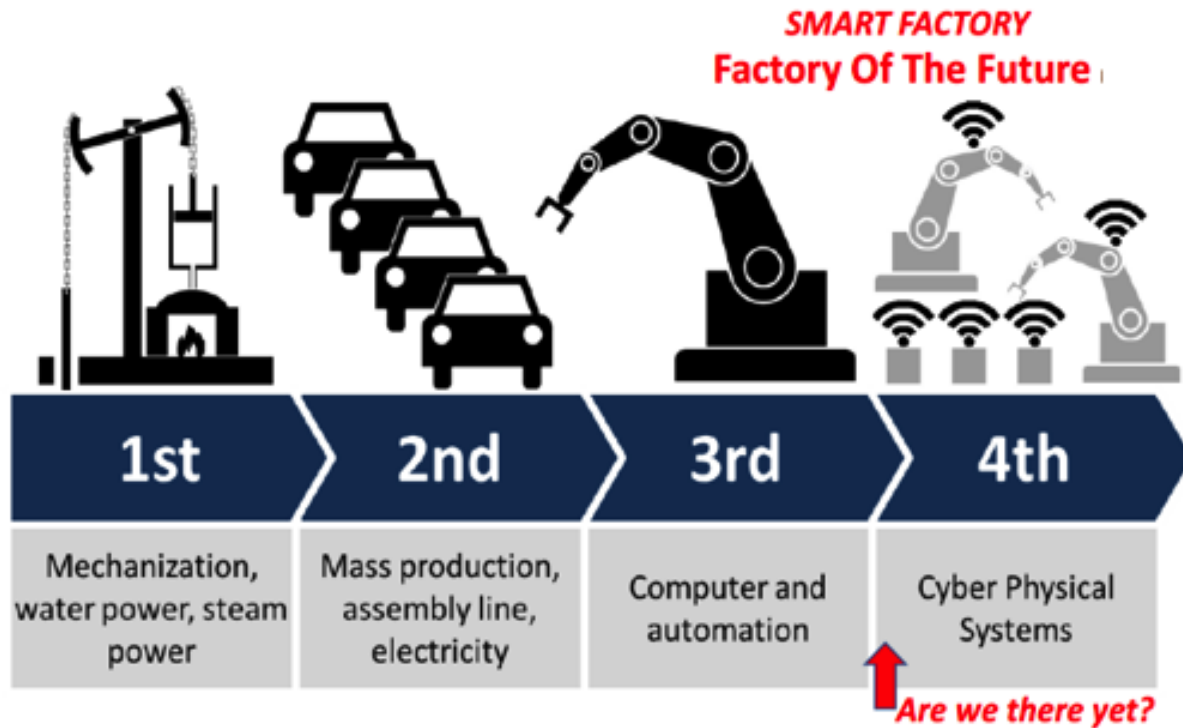 SMART FACTORY
Factory Of The Future
1st
2nd
3rd
4th
Mechanization,
water power, steam
power
Mass production,
assembly line,
electricity
Computer and
automation
Cyber Physical
Systems
Are we there yet?